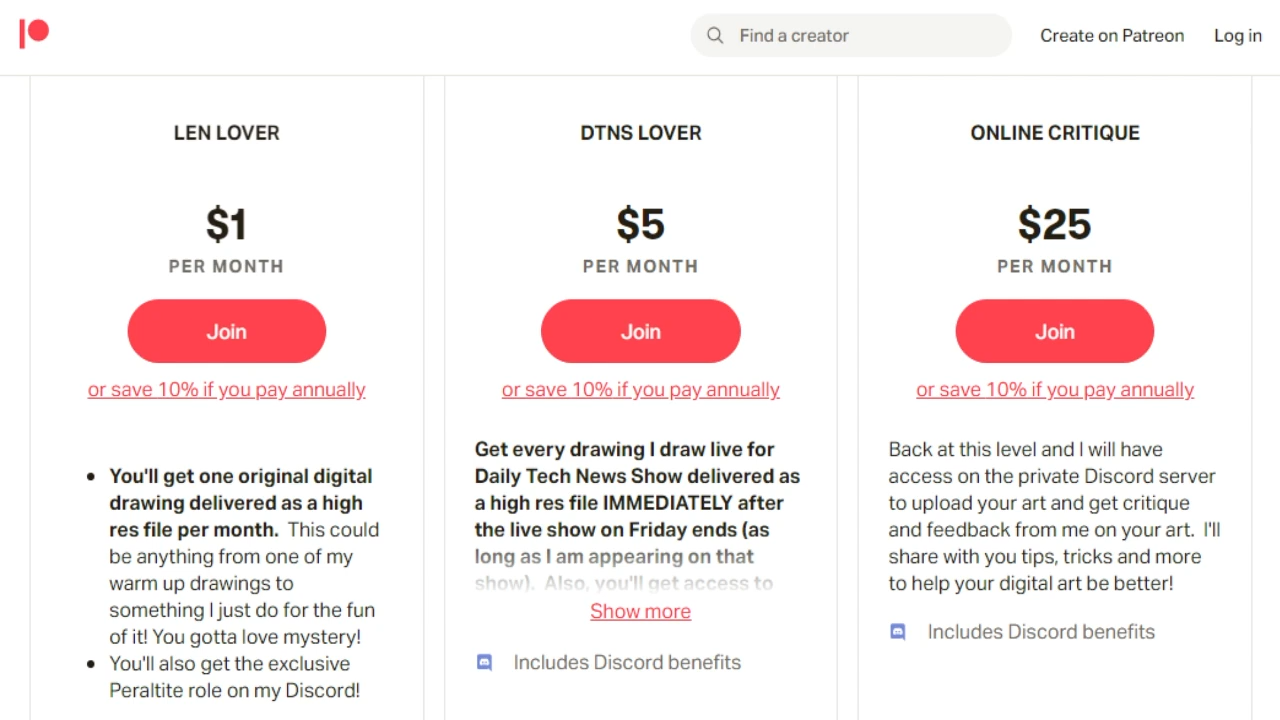 Find a creator
Create on Patreon
Log in
LEN LOVER
$1
PER MONTH
Join
or save 10% if you pay annually
You'll get one original digital
drawing delivered as a high
res file per month. This could
be anything from one of my
warm up drawings to
something I just do for the fun
of it! You gotta love mystery!
You'll also get the exclusive
Peraltite role on my Discord!
DTNS LOVER
$5
PER MONTH
Join
or save 10% if you pay annually
Get every drawing I draw live for
Daily Tech News Show delivered as
a high res file IMMEDIATELY after
the live show on Friday ends (as
long as I am appearing on that
show). Also, you'll get access to
Show more
Includes Discord benefits
ONLINE CRITIQUE
$25
PER MONTH
Join
or save 10% if you pay annually
Back at this level and I will have
access on the private Discord server
to upload your art and get critique
and feedback from me on your art. I'll
share with you tips, tricks and more
to help your digital art be better!
Includes Discord benefits